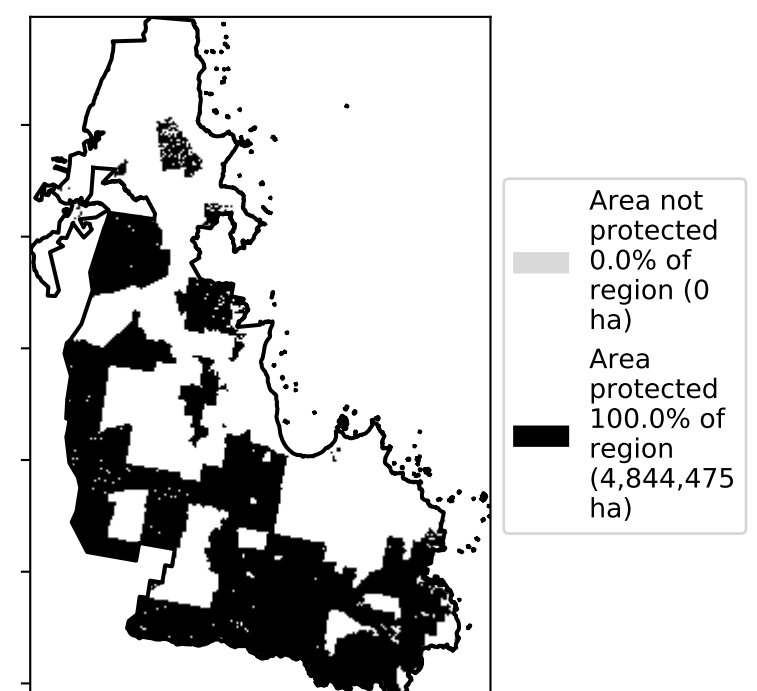 Area not
protected
0.0% of
region (0
ha)
Area
protected
100.0% of
region
(4,844,475
ha)